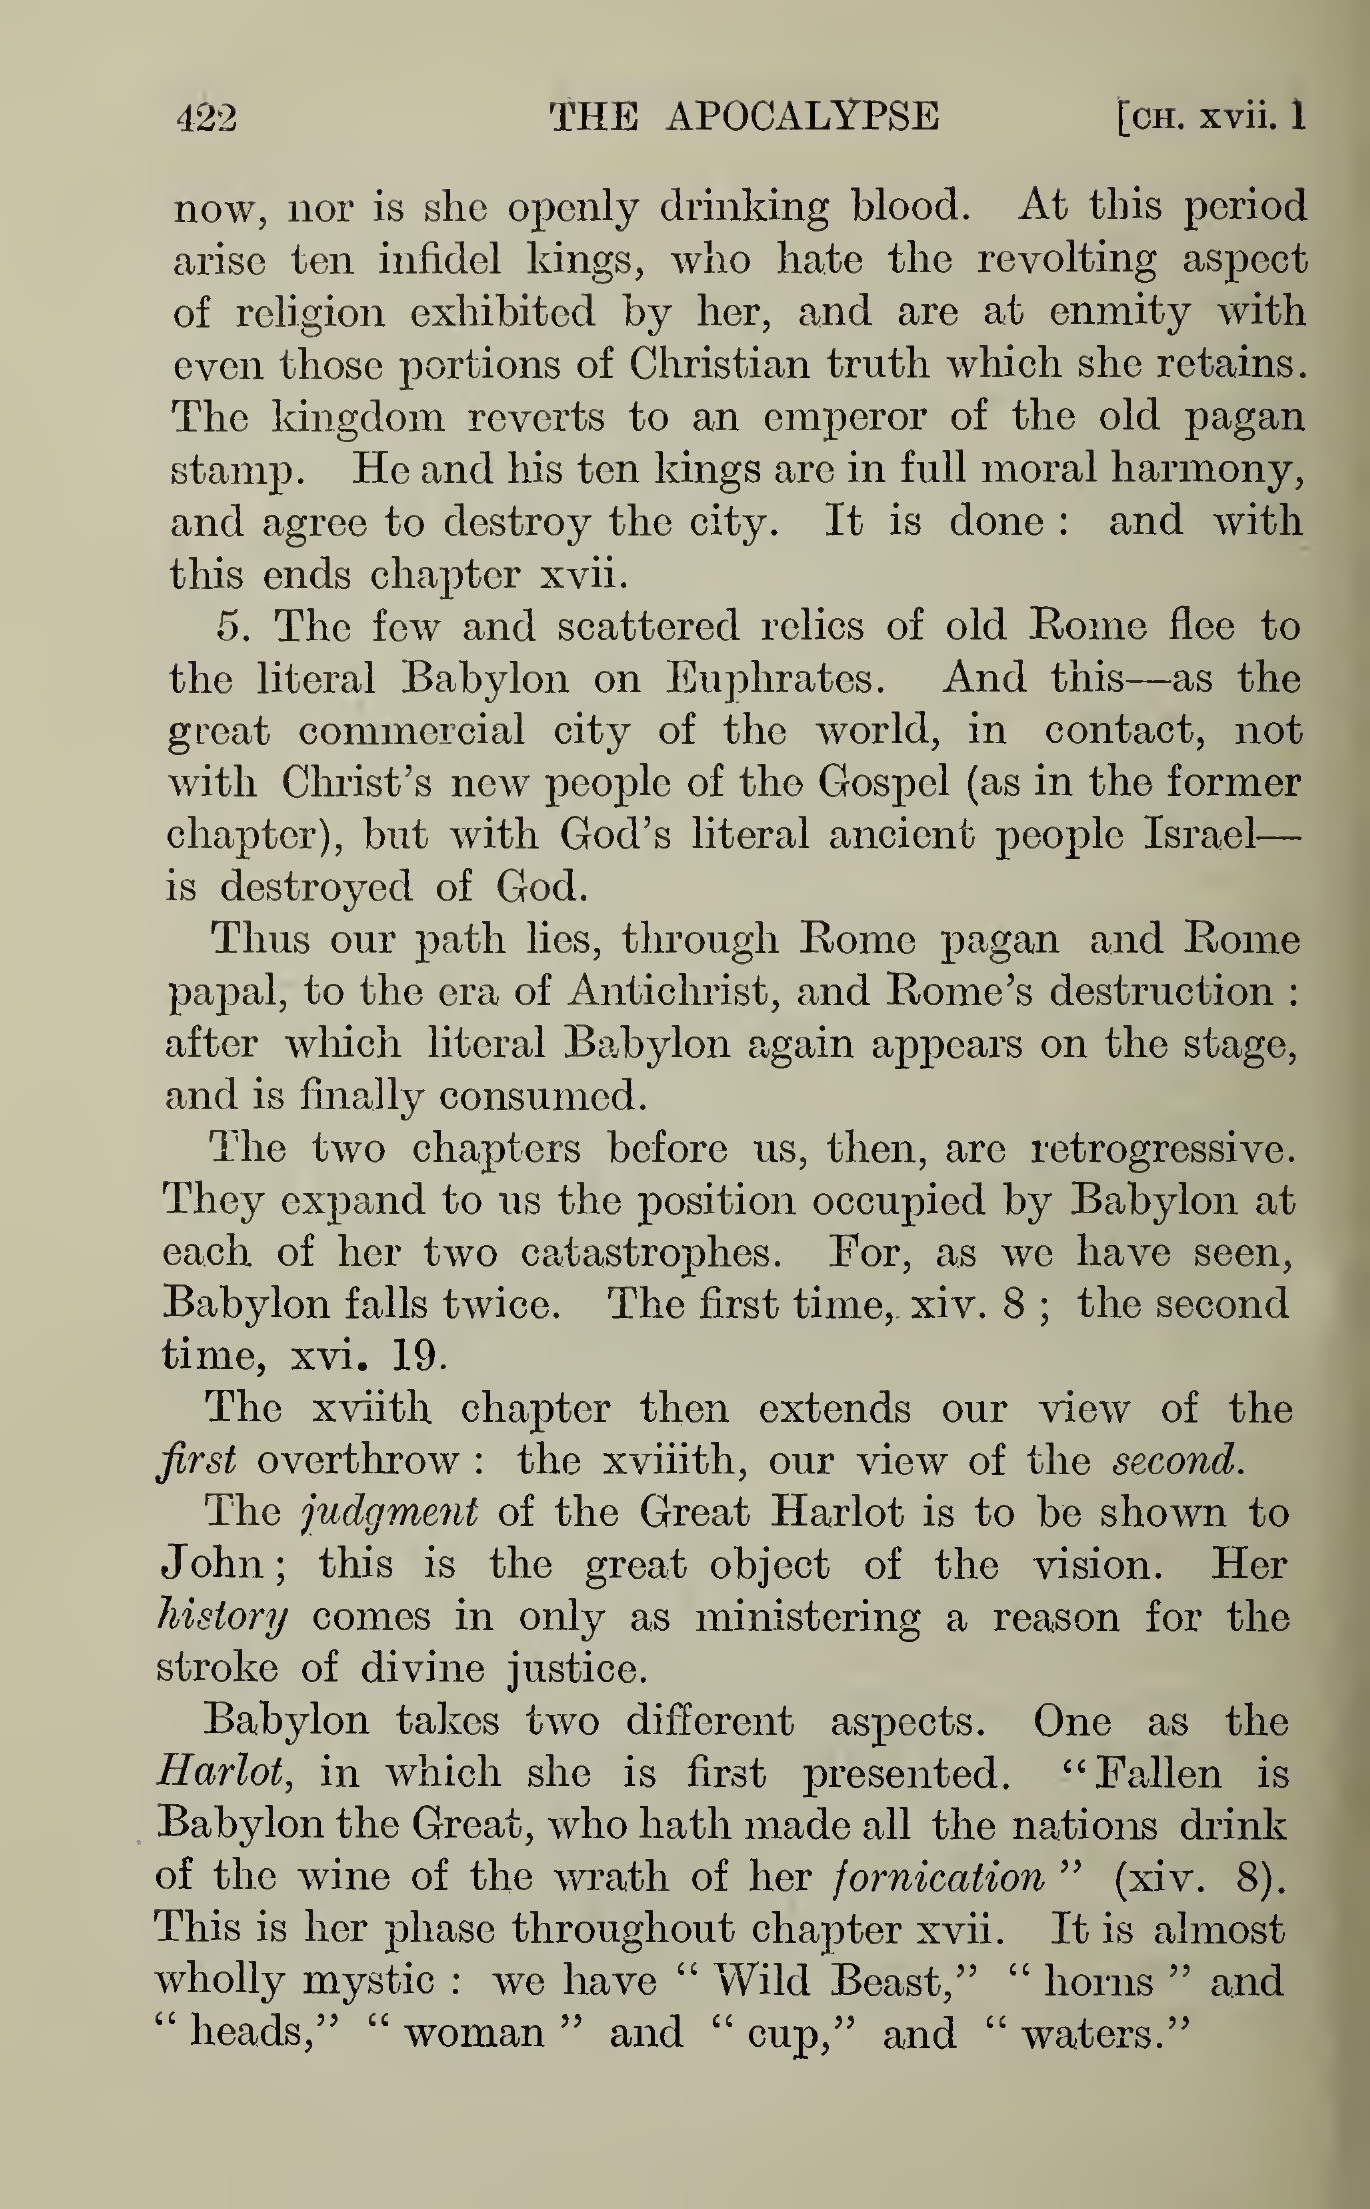 422 THE APOCALYPSE [CH. xvii. 1
now, nor is she openly drinking blood. At this period
arise ten infidel kings, who hate the revolting aspect
of religion exhibited by her, and are at enmity with
even those portions of Christian truth which she retains.
The kingdom reverts to an emperor of the old pagan
stamp. He and his ten kings are in full moral harmony,
and agree to destroy the city. It is done : and with
this ends chapter xvii.
5. The few and scattered relics of old Rome flee to
the literal Babylon on Euphrates. And this—as the
great commercial city of the world, in contact, not
with Christ's new people of the Gospel (as in the former
chapter), but with God's literal ancient people Israel—
is destroyed of God.
Thus our path lies, through Rome pagan and Rome
papal, to the era of Antichrist, and Rome's destruction :
after which literal Babylon again appears on the stage,
and is finally consumed.
The two chapters before us, then, are retrogressive.
They expand to us the position occupied by Babylon at
each of her two catastrophes. For, as we have seen,
Babylon falls twice. The first time, xiv. 8 ; the second
time, xvi. 19.
The xviith chapter then extends our view of the
first overthrow : the xviiith, our view of the second.
The judgment of the Great Harlot is to be shown to
John ; this is the great object of the vision. Her
history comes in only as ministering a reason for the
stroke of divine justice.
Babylon takes two different aspects. One as the
Harlot, in which she is first presented. “ Fallen is
Babylon the Great, who hath made all the nations drink
of the wine of the wrath of her fornication ” (xiv. 8).
This is her phase throughout chapter xvii. It is almost
wholly mystic : we have “ Wild Beast,” “ horns ” and
“ heads,” “ woman ” and “ cup,” and “ waters.”